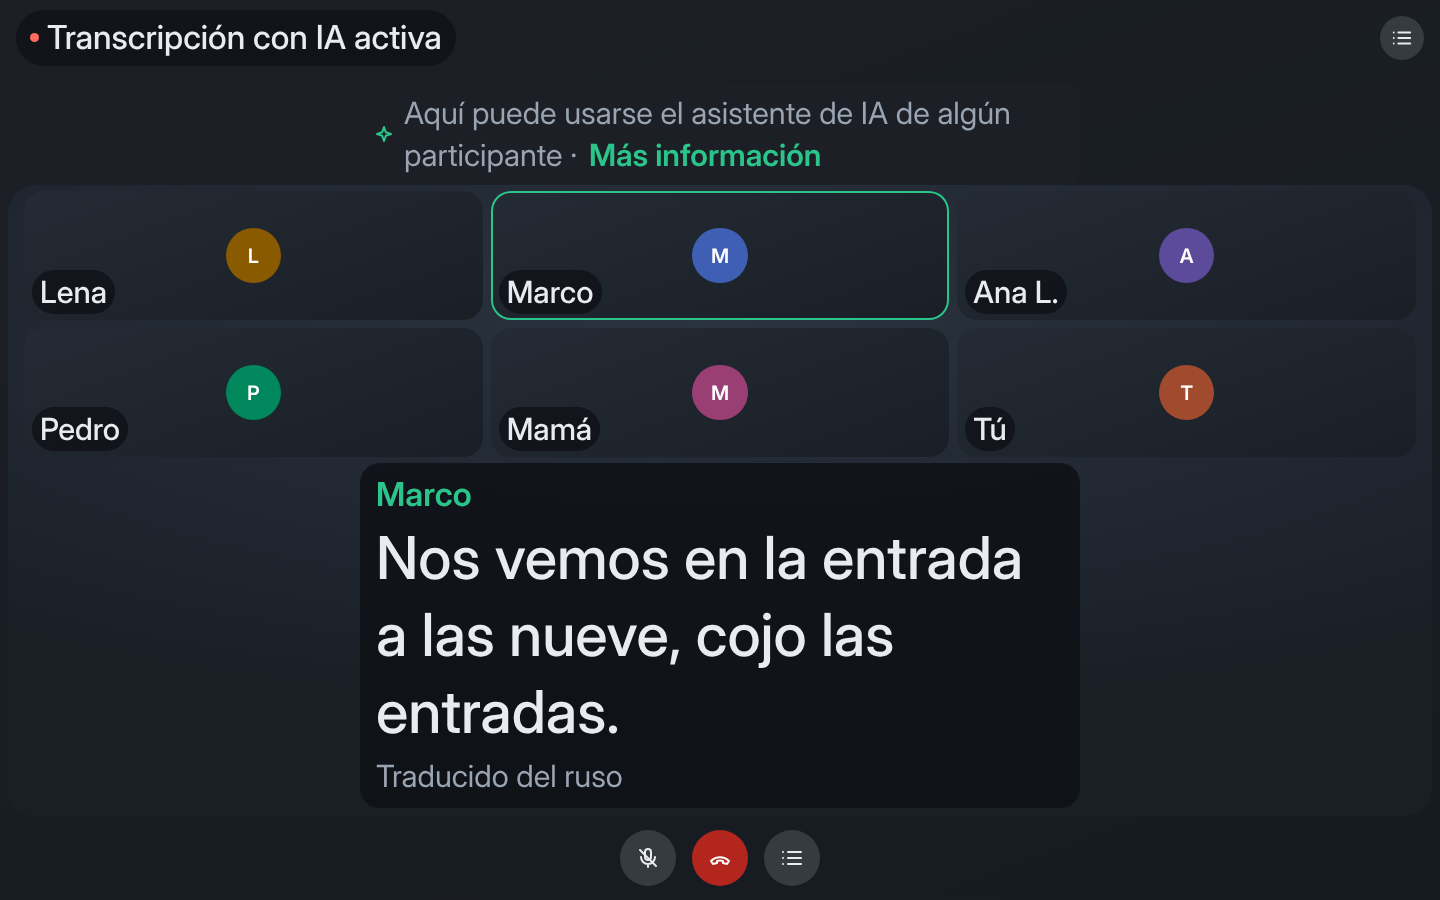 Transcripción con IA activa
Aquí puede usarse el asistente de IA de algún
participante · Más información
L
Lena
M
Marco
A
Ana L.
P
Pedro
M
Mamá
T
Tú
Marco
Nos vemos en la entrada
a las nueve, cojo las
entradas.
Traducido del ruso